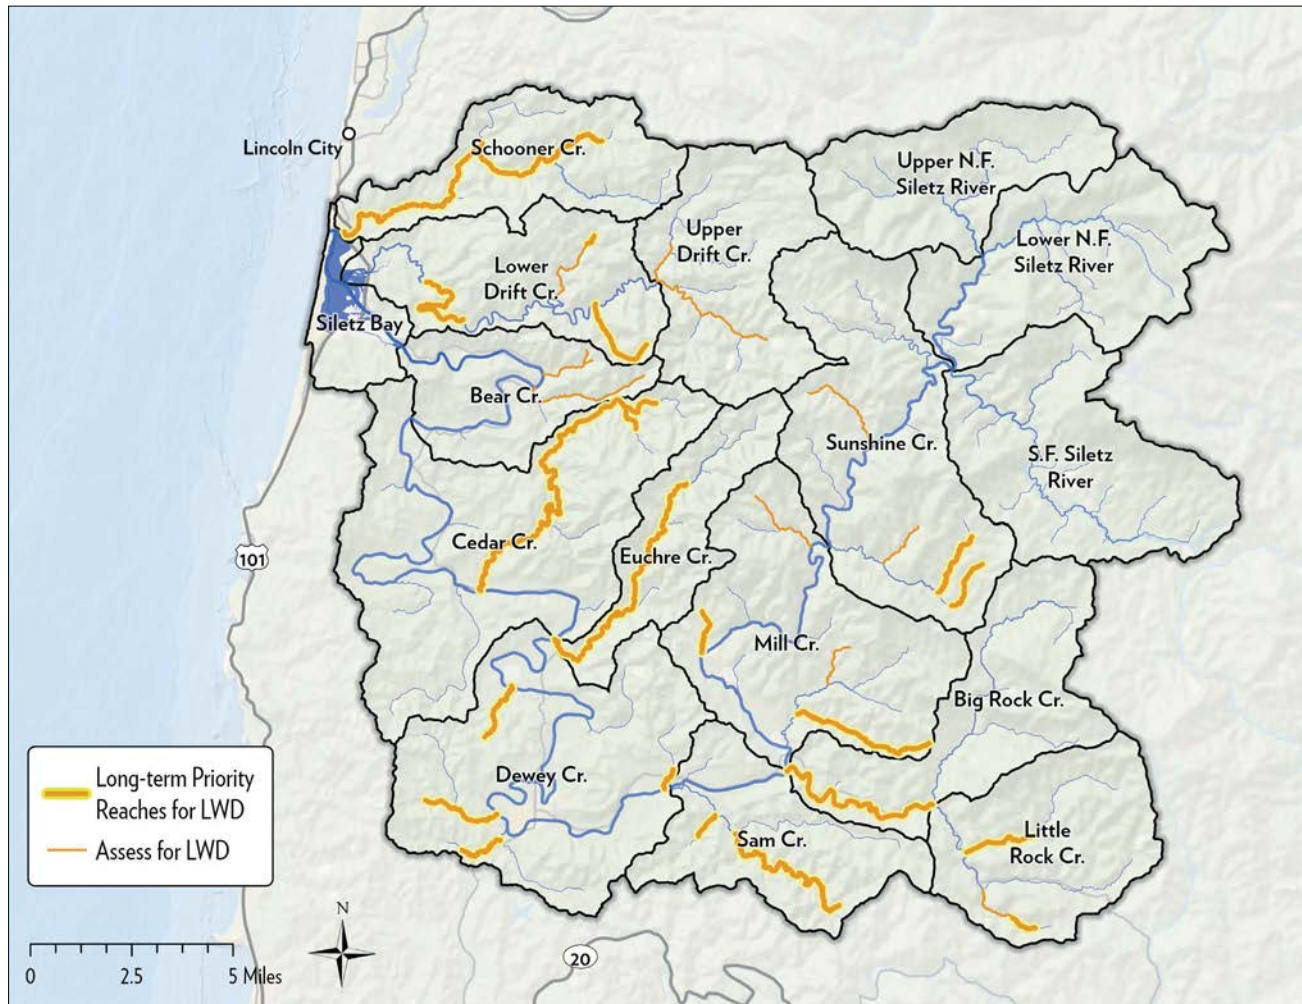 Lincoln City
Schooner Cr.
Upper N.F.
Siletz River
Upper
Drift Cr.
Lower N.F.
Siletz River
Lower
Drift Cr.
Siletz Bay
Bear Cr.
Sunshine Cr.
S.F. Siletz
River
Cedar Cr.
Euchre Cr.
101
Mill Cr.
Big Rock Cr.
Dewey Cr.
Sam Cr.
Little
Rock Cr.
Long-term Priority
Reaches for LWD
Assess for LWD
N
20
0 2.5 5 Miles